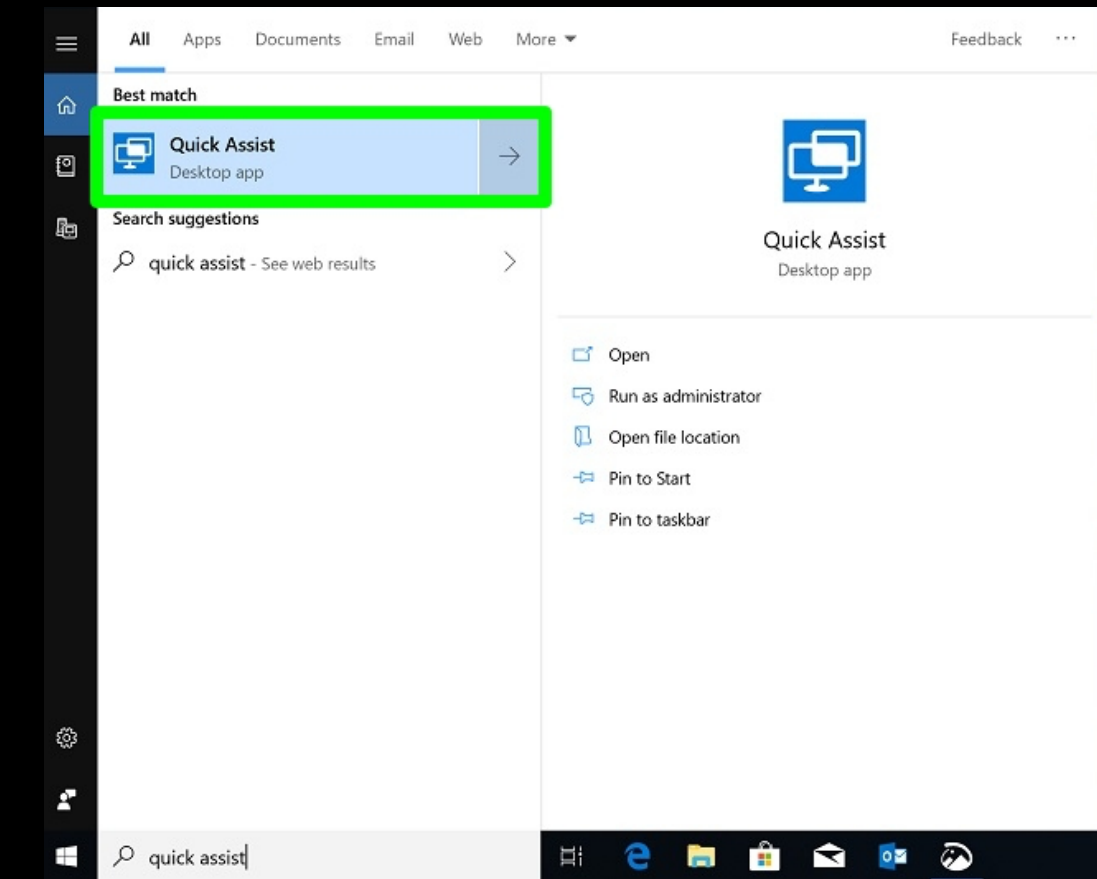 All Apps Documents Email Web More Feedback ...
Best match
Quick Assist
Desktop app
Search suggestions
quick assist - See web results
Quick Assist
Desktop app
Open
Run as administrator
Open file location
Pin to Start
Pin to taskbar
quick assist